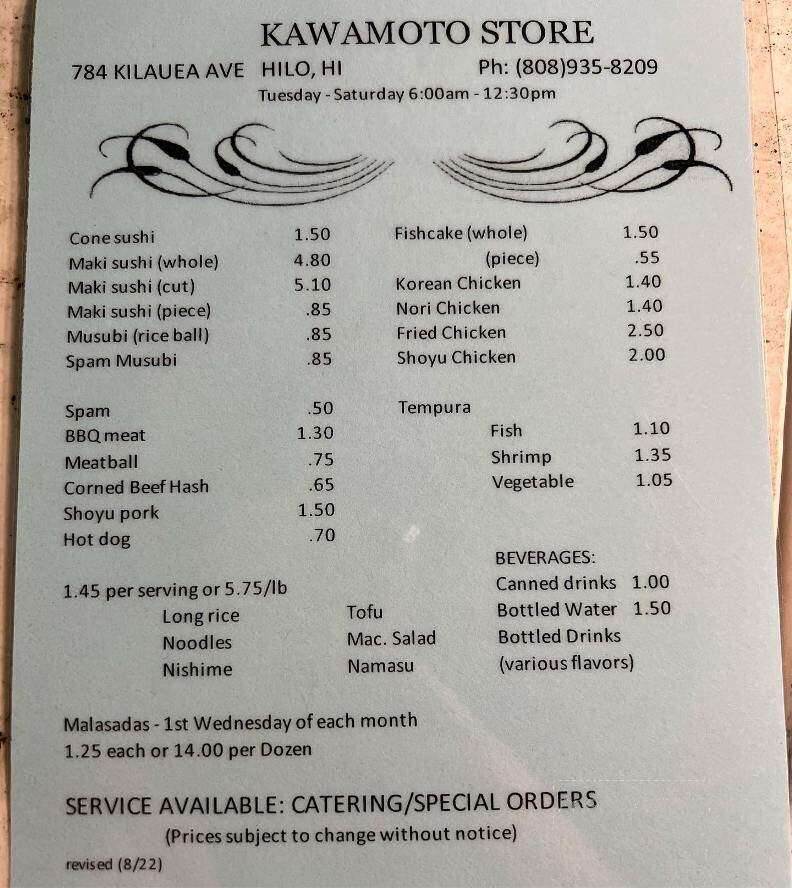 KAWAMOTO STORE
784 KILAUEA AVE HILO, HI Ph: (808)935-8209
Tuesday - Saturday 6:00am - 12:30pm
Cone sushi 1.50
Maki sushi (whole) 4.80
Maki sushi (cut) 5.10
Maki sushi (piece) .85
Musubi (rice ball) .85
Spam Musubi .85
Fishcake (whole) 1.50
(piece) .55
Korean Chicken 1.40
Nori Chicken 1.40
Fried Chicken 2.50
Shoyu Chicken 2.00
Spam .50
BBQ meat 1.30
Meatball .75
Corned Beef Hash .65
Shoyu pork 1.50
Hot dog .70
Tempura
Fish 1.10
Shrimp 1.35
Vegetable 1.05
1.45 per serving or 5.75/lb
Long rice Tofu
Noodles Mac. Salad
Nishime Namasu
BEVERAGES:
Canned drinks 1.00
Bottled Water 1.50
Bottled Drinks
(various flavors)
Malasadas - 1st Wednesday of each month
1.25 each or 14.00 per Dozen
SERVICE AVAILABLE: CATERING/SPECIAL ORDERS
(Prices subject to change without notice)
revised (8/22)